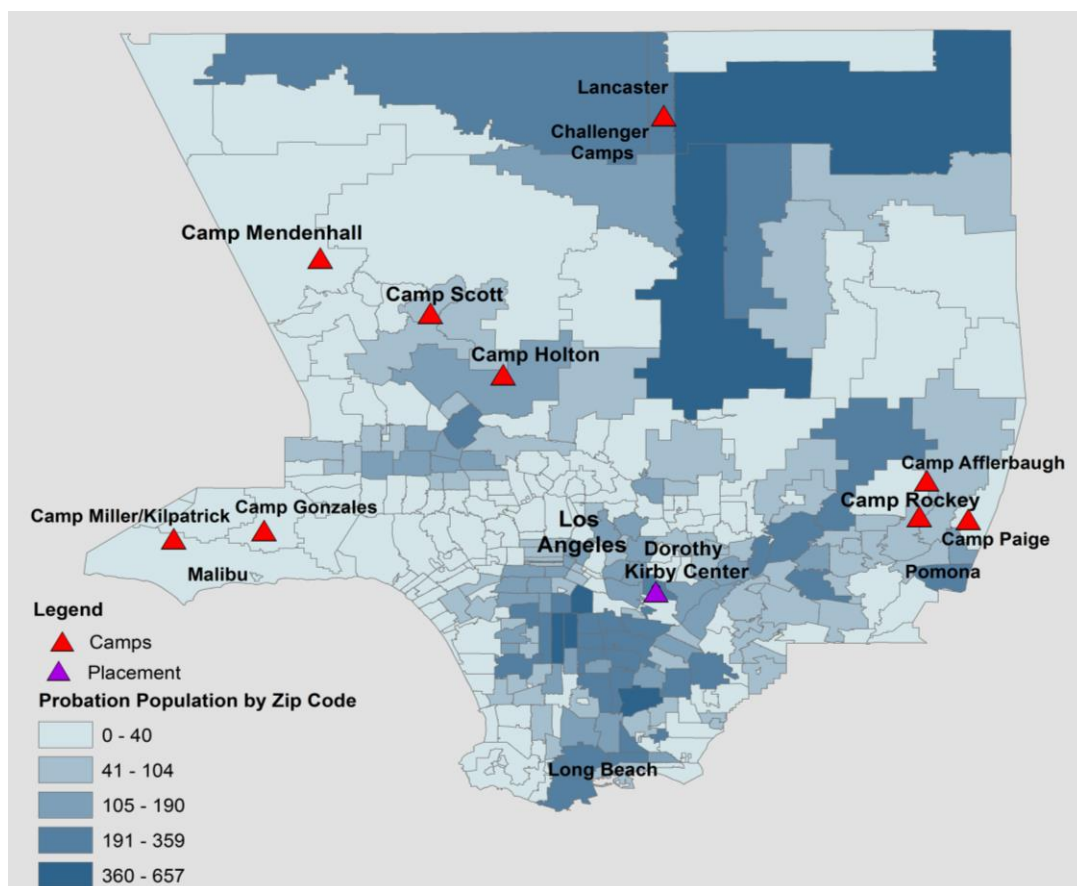 Lancaster
Challenger
Camps
Camp Mendenhall
Camp Scott
Camp Holton
Camp Afflerbaugh
Camp Rockey
Camp Paige
Pomona
Camp Miller/Kilpatrick
Camp Gonzales
Malibu
Los
Angeles
Dorothy
Kirby Center
Long Beach
Legend
Camps
Placement
Probation Population by Zip Code
0 - 40
41 - 104
105 - 190
191 - 359
360 - 657